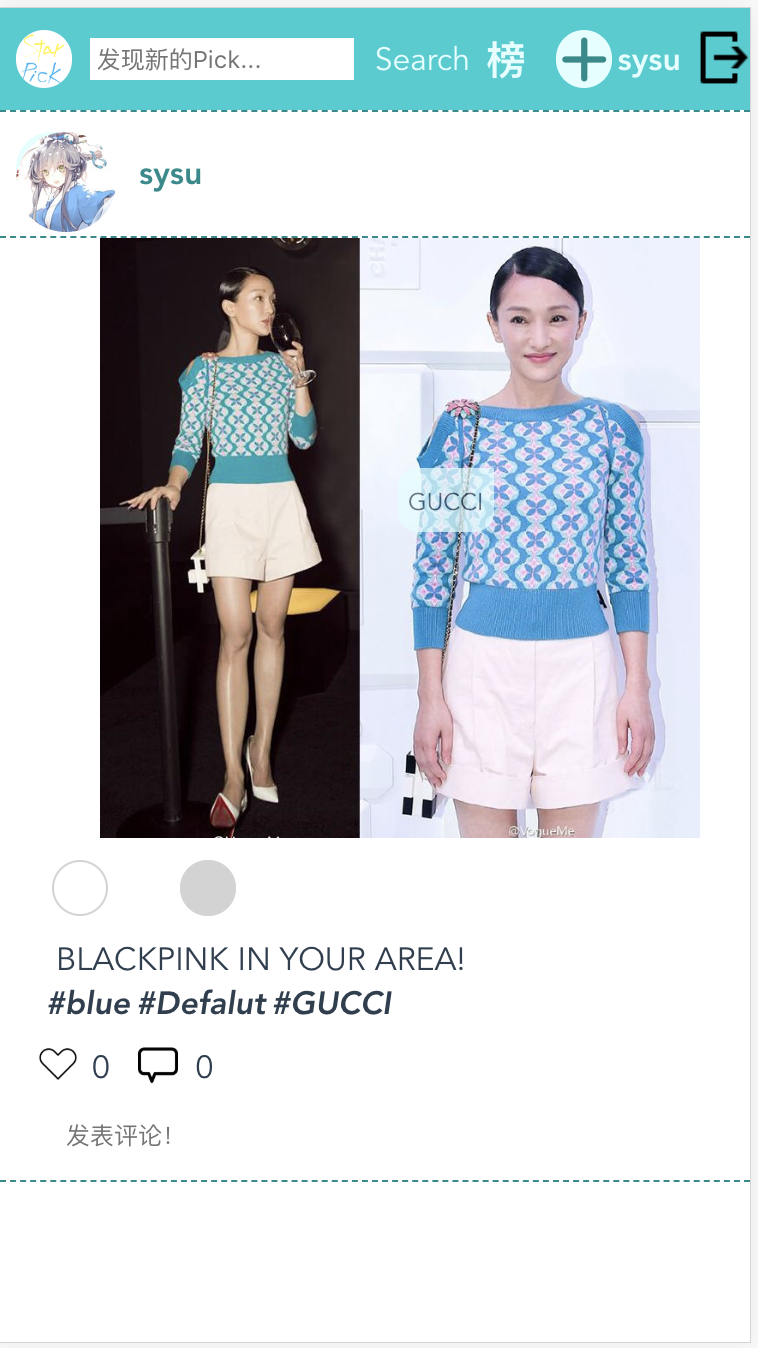 Star
Pick
发现新的Pick...
Search
榜
sysu
sysu
CHA
GUCCI
@VogueMe
BLACKPINK IN YOUR AREA!
#blue #Defalut #GUCCI
0
0
发表评论!